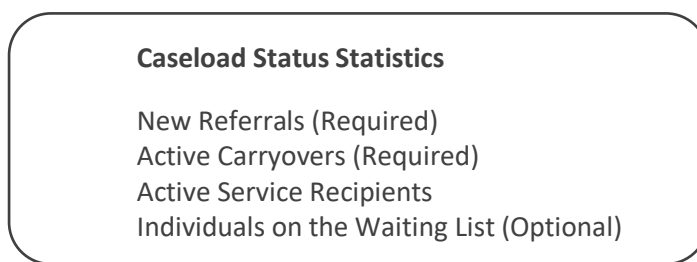 Caseload Status Statistics
New Referrals (Required)
Active Carryovers (Required)
Active Service Recipients
Individuals on the Waiting List (Optional)